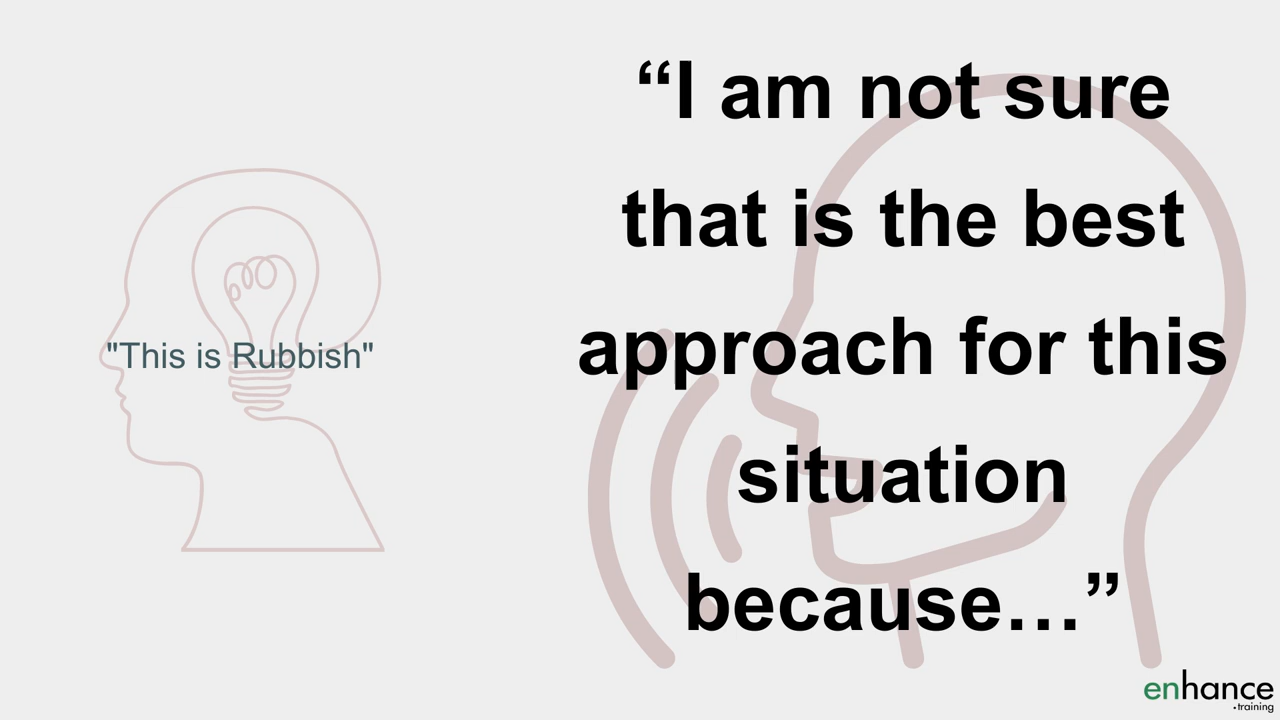 "This is Rubbish"
“I am not sure
that is the best
approach for this
situation
because…”
enhance
•training